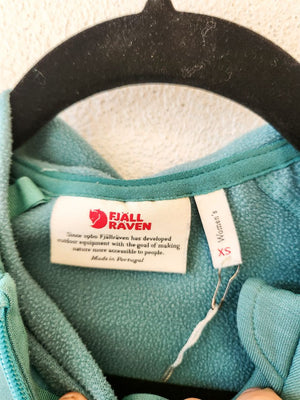 FJÄLL
RÄVEN
Since 1960 Fjällräven has developed
outdoor equipment with the goal of making
nature more accessible to people.
Made in Portugal
Women's
XS